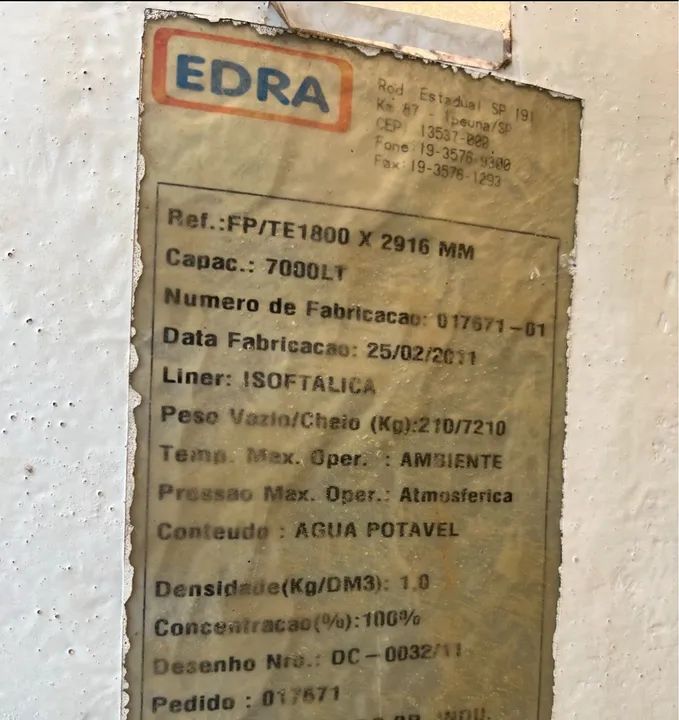 EDRA
Rod Estadual SP 191
Km 87 - Ipeuna/SP
CEP 13537-000
Fone:19-3576-9300
Fax:19-3576-1293
Ref.:FP/TE1800 X 2916 MM
Capac.: 7000LT
Numero de Fabricacao: 017671-01
Data Fabricacao: 25/02/2011
Liner: ISOFTALICA
Peso Vazio/Cheio (Kg):210/7210
Temp. Max. Oper. : AMBIENTE
Pressao Max. Oper.: Atmosferica
Conteudo : AGUA POTAVEL
Densidade(Kg/DM3): 1.0
Concentracao(%):100%
Desenho Nro.: DC-0032/11
Pedido : 017671